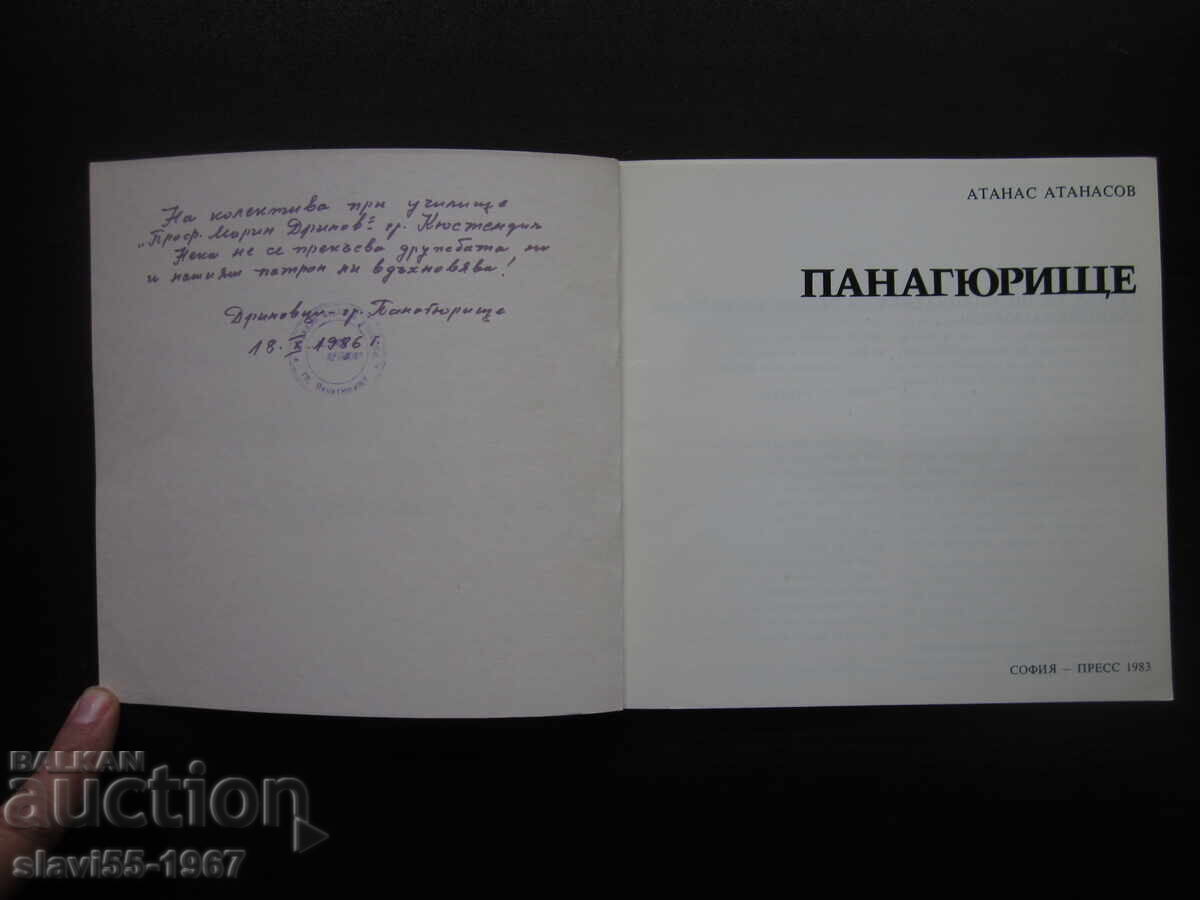 На колектива при училище
„Проф. Марин Дринов" гр. Кюстендил
Нека не се прекъсва дружбата ни
и нашият патрон ни вдъхновява!
Дриновци – гр. Панагюрище
18. X 1986 г.
АТАНАС АТАНАСОВ
ПАНАГЮРИЩЕ
СОФИЯ – ПРЕСС 1983
BALKAN
auction
slavi55-1967